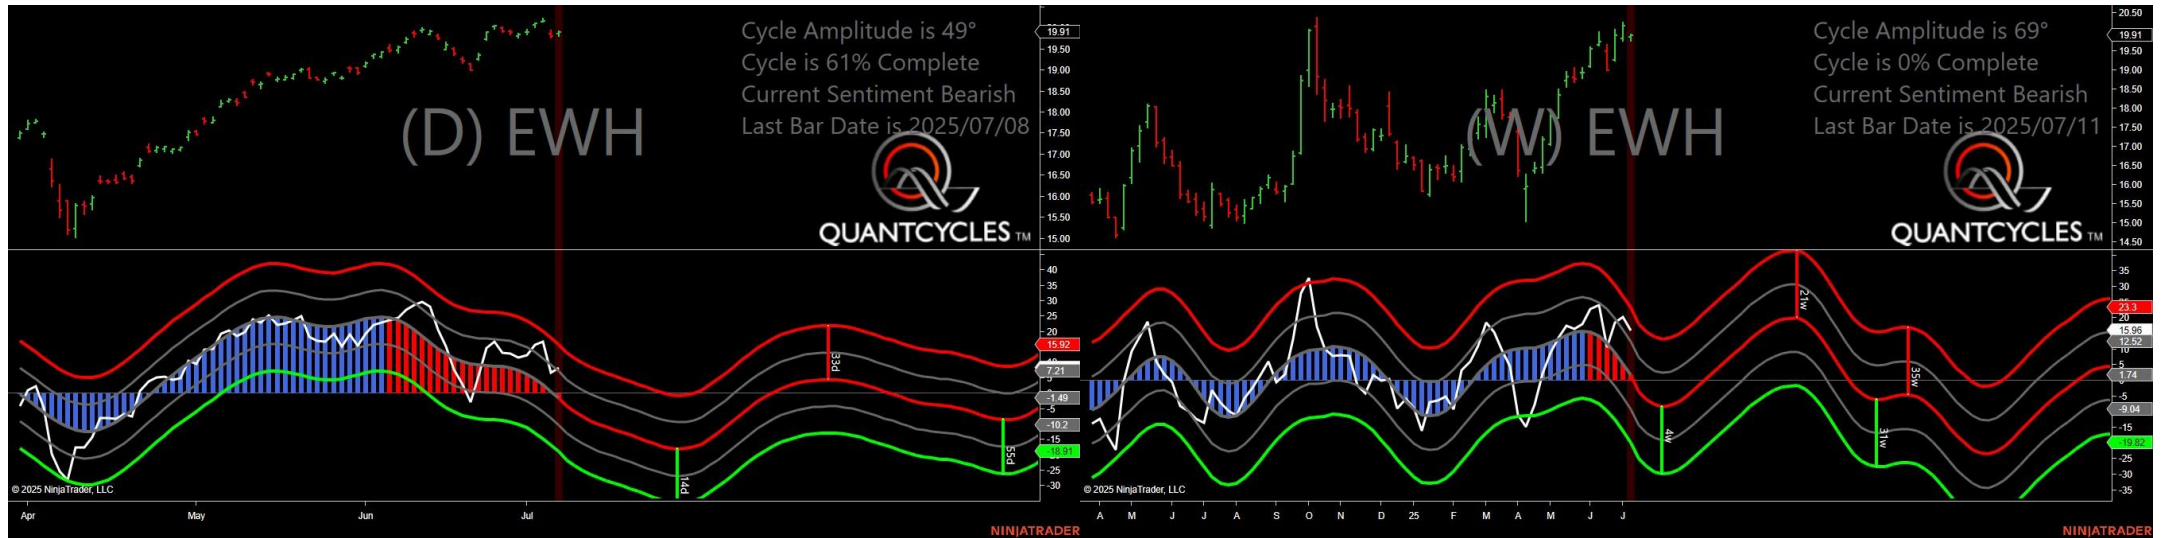 Cycle Amplitude is 49°
Cycle is 61% Complete
Current Sentiment Bearish
Last Bar Date is 2025/07/08
(D) EWH
QUANTCYCLES TM
19.91
19.50
19.00
18.50
18.00
17.50
17.00
16.50
16.00
15.50
15.00
40
35
30
25
20
15.92
10
7.21
-1.49
-5
-10.2
-15
-18.91
-25
-30
33d
14d
55d
© 2025 NinjaTrader, LLC
Apr
May
Jun
Jul
NINJATRADER
Cycle Amplitude is 69°
Cycle is 0% Complete
Current Sentiment Bearish
Last Bar Date is 2025/07/11
(W) EWH
QUANTCYCLES TM
20.50
19.91
19.50
19.00
18.50
18.00
17.50
17.00
16.50
16.00
15.50
15.00
14.50
35
30
23.3
20
15.96
12.52
10
1.74
-5
-9.04
-15
-19.82
-25
-30
-35
21w
35w
4w
31w
© 2025 NinjaTrader, LLC
A M J J A S O N D 25 F M A M J J
NINJATRADER